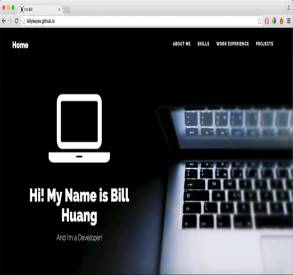 Home
ABOUT ME SKILLS WORK EXPERIENCE PROJECTS
Hi! My Name is Bill
Huang
And I'm a Developer!